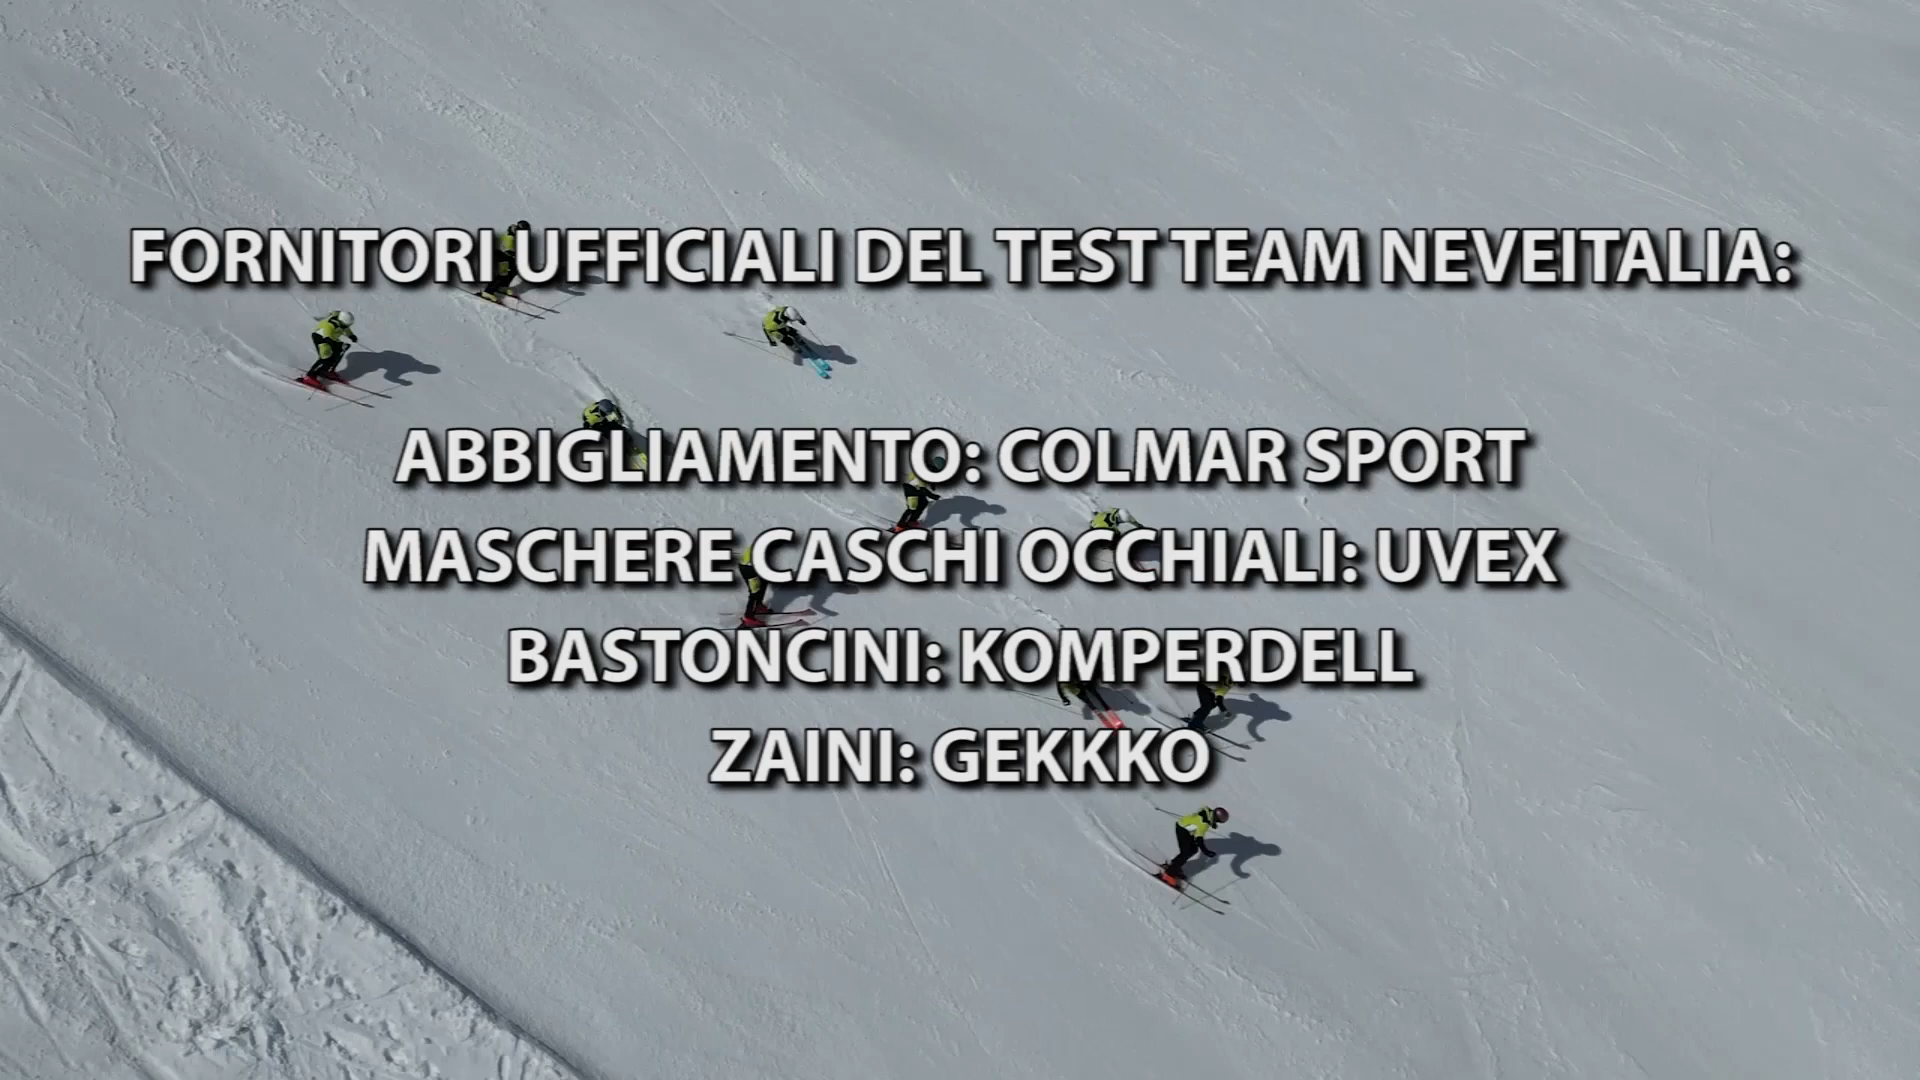 FORNITORI UFFICIALI DEL TEST TEAM NEVEITALIA:
ABBIGLIAMENTO: COLMAR SPORT
MASCHERE CASCHI OCCHIALI: UVEX
BASTONCINI: KOMPERDELL
ZAINI: GEKKKO